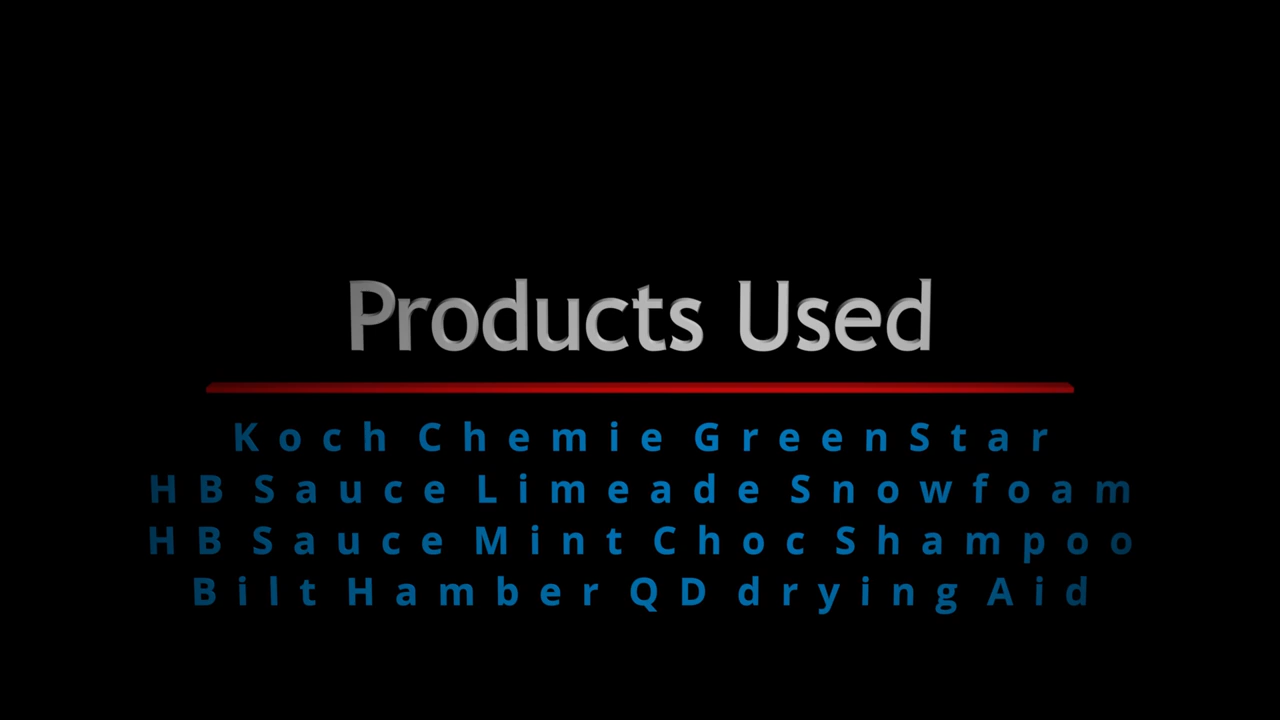 Products Used
Koch Chemie GreenStar
HB Sauce Limeade Snowfoam
HB Sauce Mint Choc Shampoo
Bilt Hamber QD drying Aid